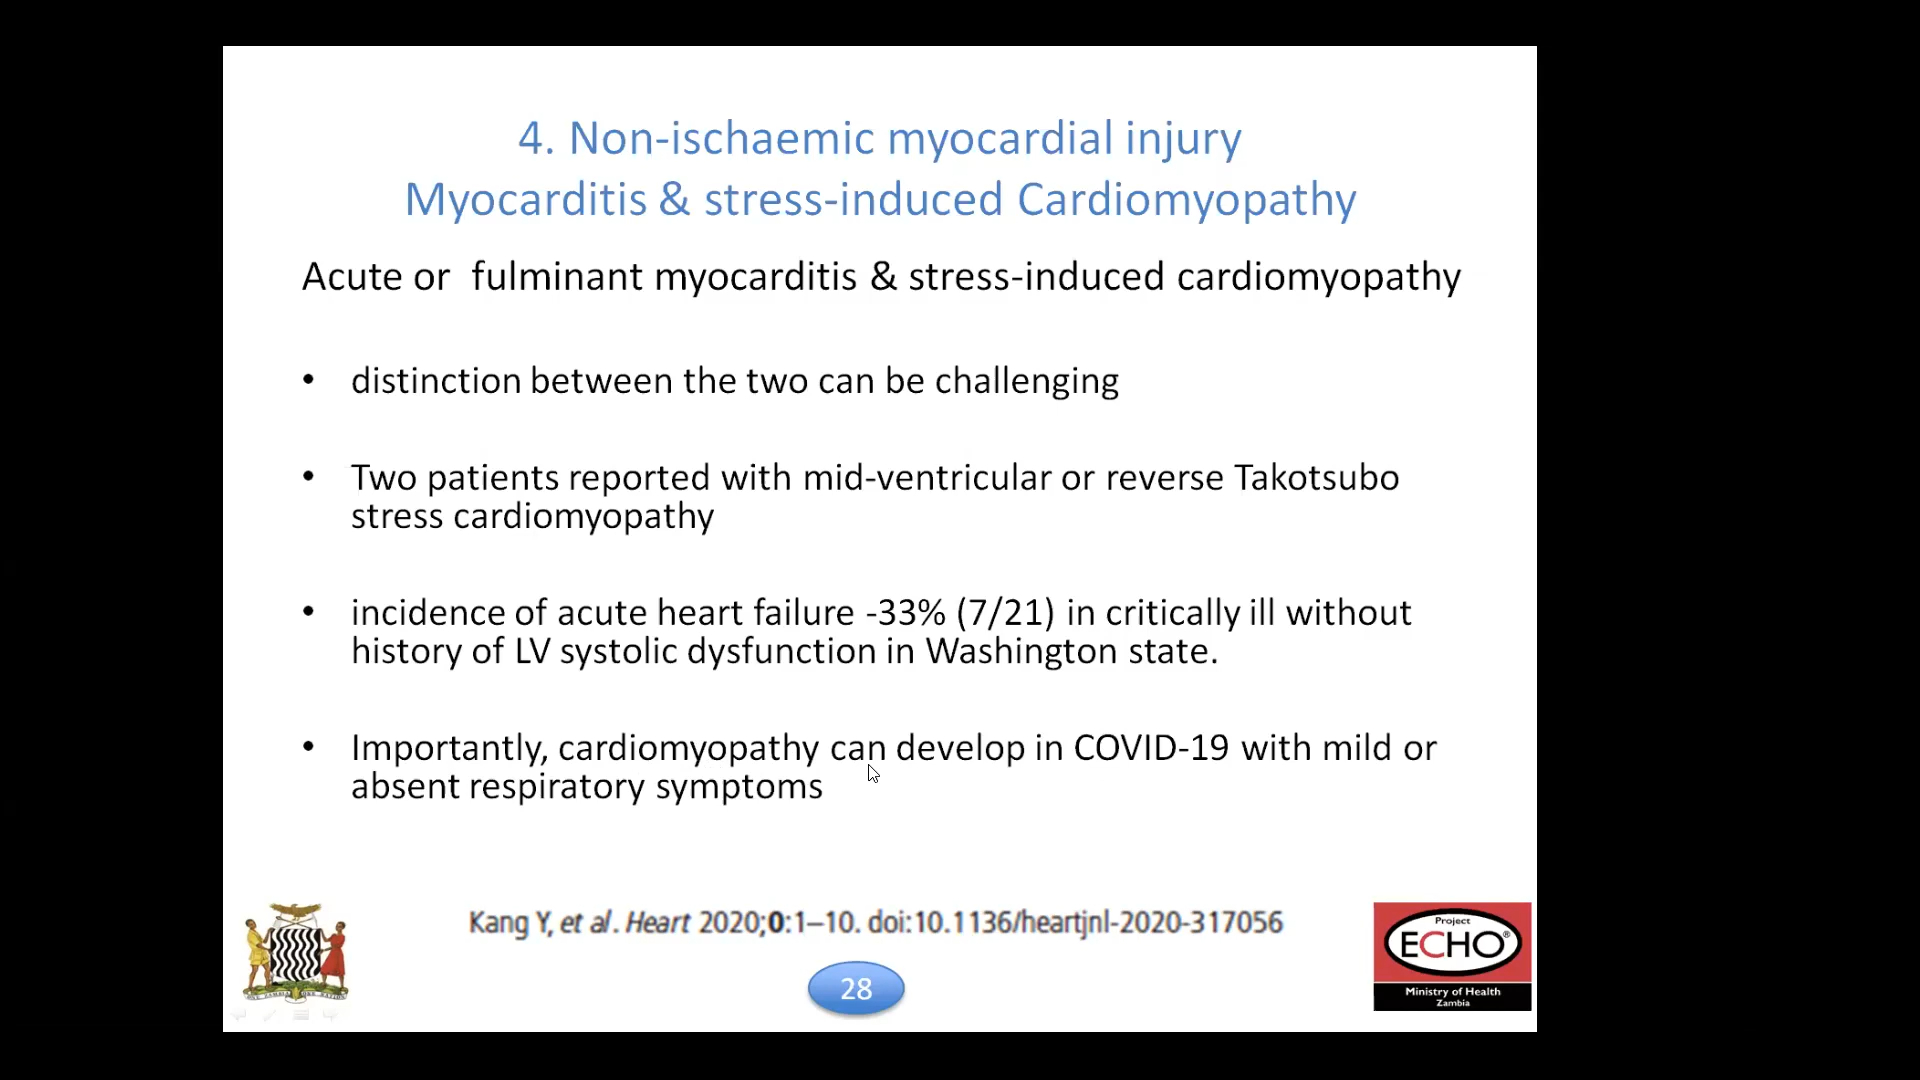 4. Non-ischaemic myocardial injury
Myocarditis & stress-induced Cardiomyopathy
Acute or  fulminant myocarditis & stress-induced cardiomyopathy
• distinction between the two can be challenging
• Two patients reported with mid-ventricular or reverse Takotsubo
stress cardiomyopathy
• incidence of acute heart failure -33% (7/21) in critically ill without
history of LV systolic dysfunction in Washington state.
• Importantly, cardiomyopathy can develop in COVID-19 with mild or
absent respiratory symptoms
Kang Y, et al. Heart 2020;0:1–10. doi:10.1136/heartjnl-2020-317056
28
Project
ECHO®
Ministry of Health
Zambia